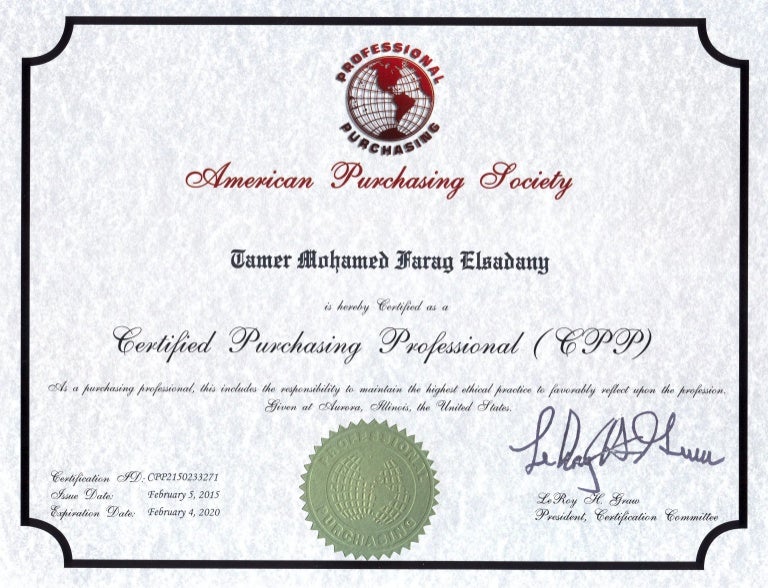 PROFESSIONAL
PURCHASING
American Purchasing Society
Tamer Mohamed Farag Elsadany
is hereby Certified as a
Certified Purchasing Professional (CPP)
As a purchasing professional, this includes the responsibility to maintain the highest ethical practice to favorably reflect upon the profession.
Given at Aurora, Illinois, the United States.
LeRoy H. Graw
Certification ID: CPP2150233271
Issue Date: February 5, 2015
Expiration Date: February 4, 2020
PROFESSIONAL
PURCHASING
LeRoy H. Graw
President, Certification Committee